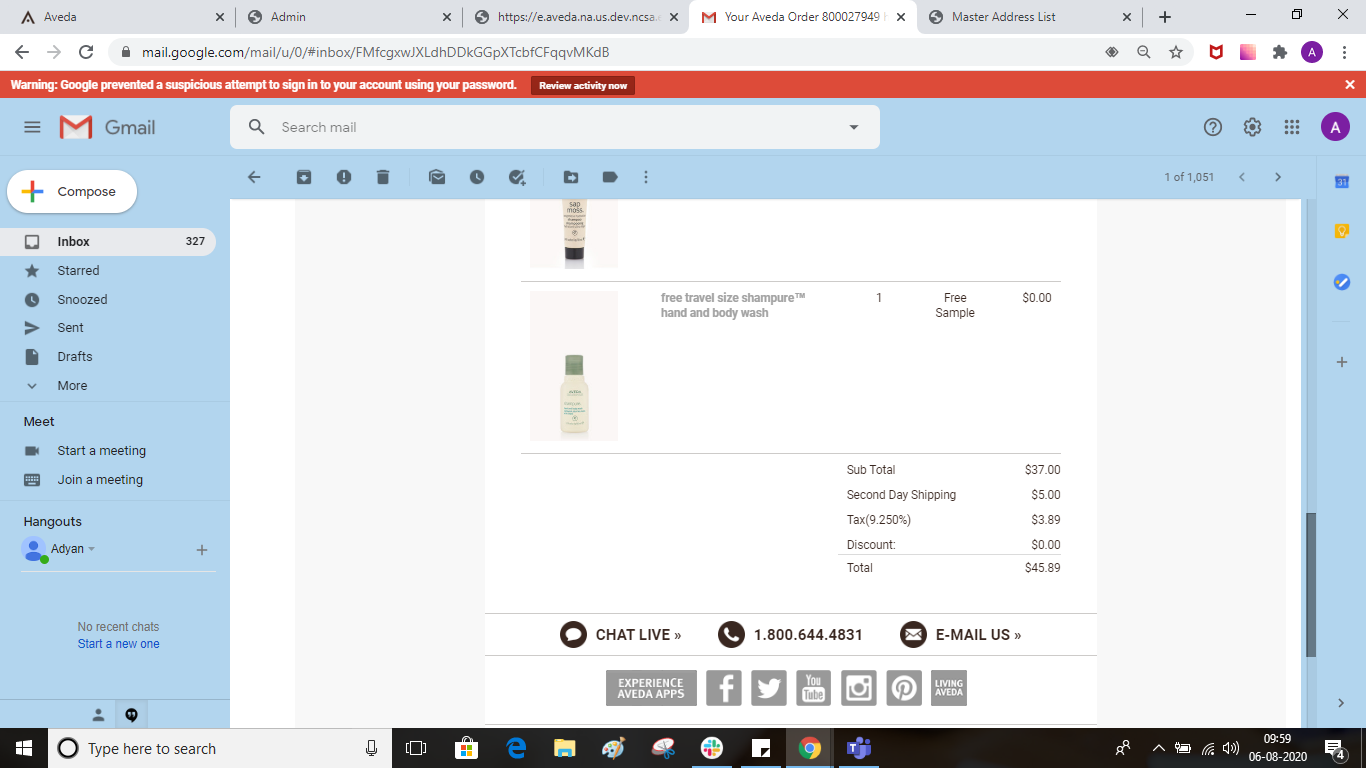 Aveda
Admin
https://e.aveda.na.us.dev.ncsa.
Your Aveda Order 800027949
Master Address List
mail.google.com/mail/u/0/#inbox/FMfcgxwJXLdhDDkGGpXTcbfCFqqvMKdB
A
Warning: Google prevented a suspicious attempt to sign in to your account using your password.
Review activity now
Gmail
Search mail
A
Compose
1 of 1,051
31
Inbox 327
Starred
Snoozed
Sent
Drafts
More
Meet
Start a meeting
Join a meeting
Hangouts
Adyan
No recent chats
Start a new one
sap
moss
free travel size shampure™ 1 Free $0.00
hand and body wash Sample
Sub Total $37.00
Second Day Shipping $5.00
Tax(9.250%) $3.89
Discount: $0.00
Total $45.89
CHAT LIVE » 1.800.644.4831 E-MAIL US »
EXPERIENCE
AVEDA APPS
You
Tube
LIVING
AVEDA
Type here to search
09:59
06-08-2020
4